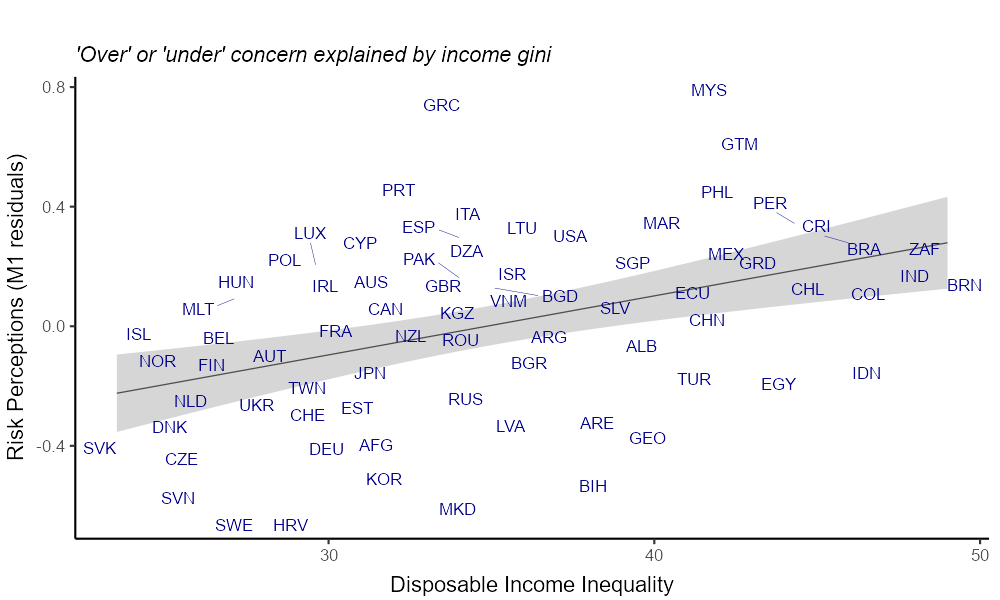 'Over' or 'under' concern explained by income gini
0.8
MYS
GRC
GTM
PRT
PHL
PER
0.4
ITA
MAR
ESP
LTU
CRI
LUX
USA
CYP
DZA
MEX
BRA
ZAF
POL
PAK
SGP
GRD
ISR
IND
HUN
IRL
AUS
GBR
BRN
CHL
ECU
COL
BGD
VNM
MLT
CAN
KGZ
SLV
CHN
0.0
ISL
BEL
FRA
NZL
ROU
ARG
ALB
NOR
FIN
AUT
BGR
JPN
TUR
EGY
IDN
TWN
NLD
UKR
CHE
EST
RUS
DNK
LVA
ARE
GEO
-0.4
SVK
CZE
DEU
AFG
KOR
BIH
SVN
MKD
SWE
HRV
30
40
50
Disposable Income Inequality
Risk Perceptions (M1 residuals)